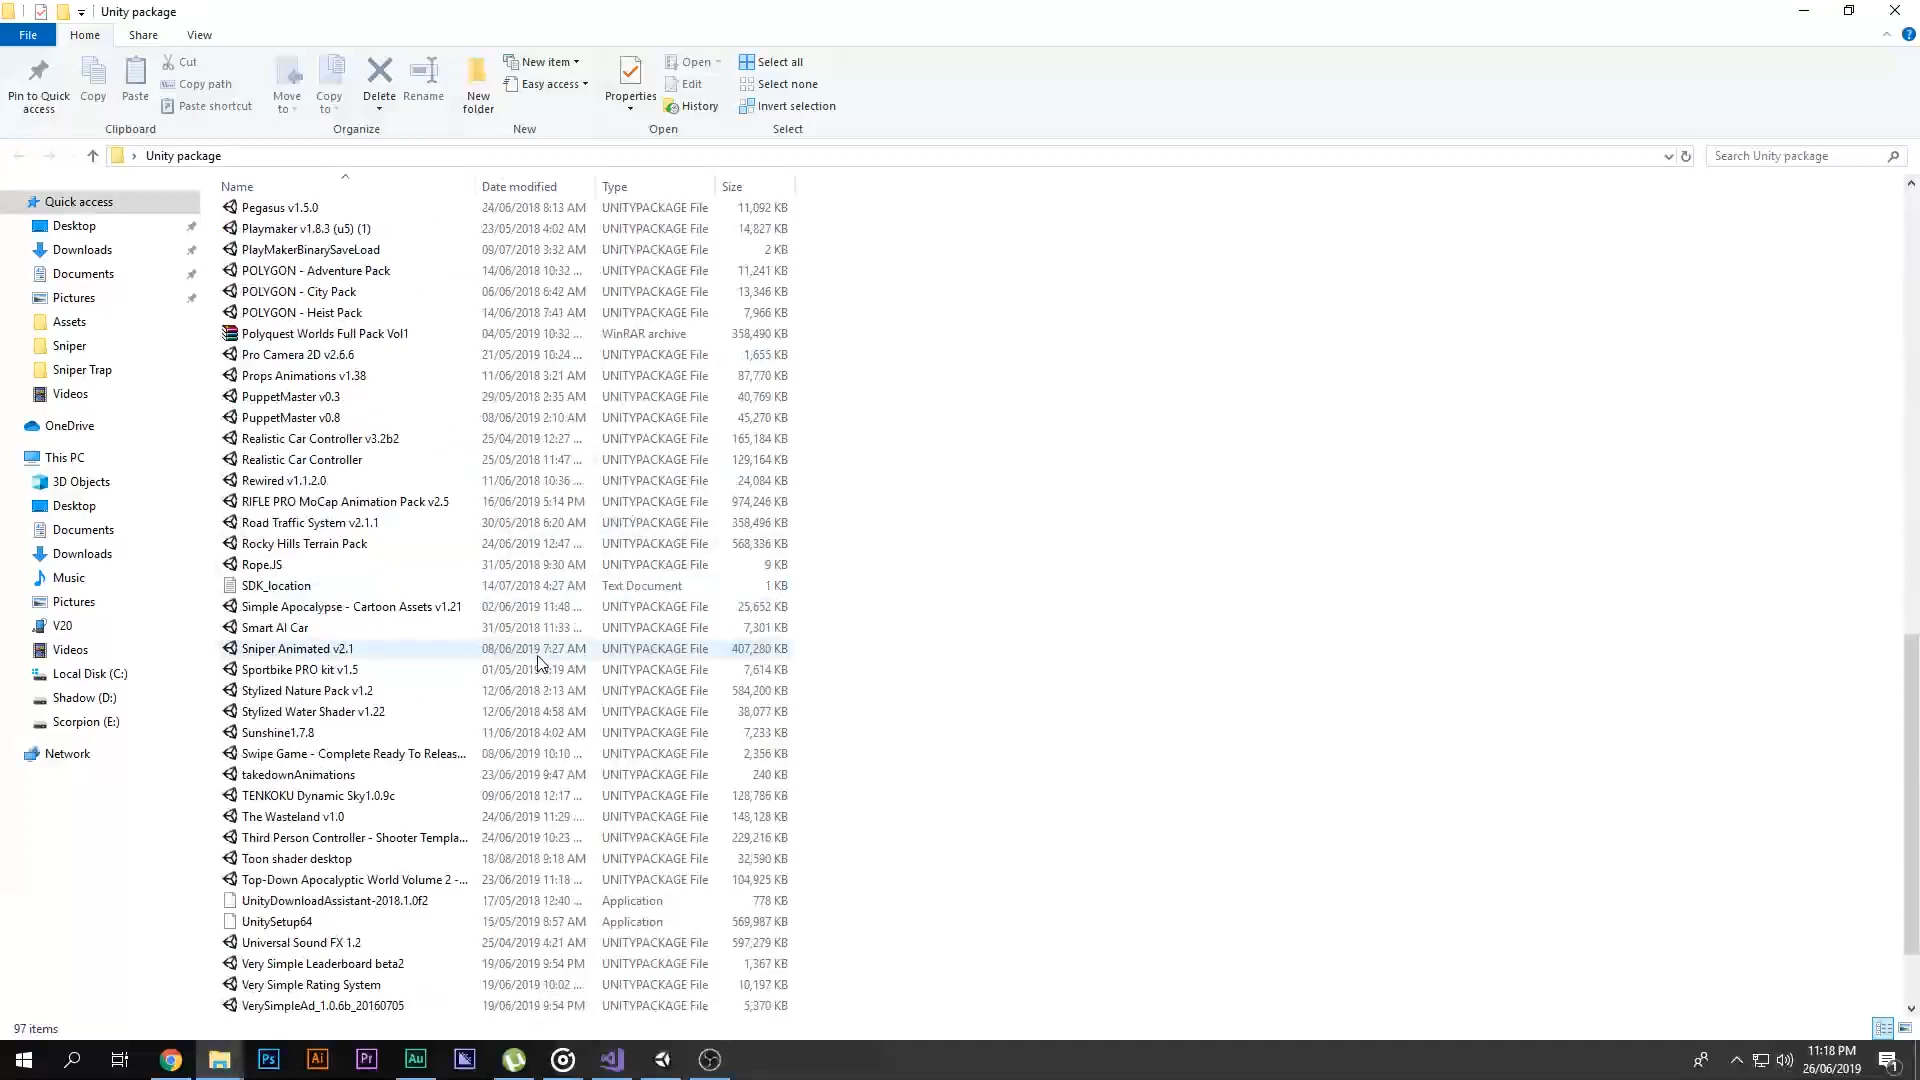 Unity package
File Home Share View
Pin to Quick access
Copy
Paste
Cut
Copy path
Paste shortcut
Clipboard
Move to
Copy to
Delete
Rename
Organize
New folder
New item
Easy access
New
Properties
Open
Edit
History
Open
Select all
Select none
Invert selection
Select
Unity package
Search Unity package
Quick access
Desktop
Downloads
Documents
Pictures
Assets
Sniper
Sniper Trap
Videos
OneDrive
This PC
3D Objects
Desktop
Documents
Downloads
Music
Pictures
V20
Videos
Local Disk (C:)
Shadow (D:)
Scorpion (E:)
Network
Name Date modified Type Size
Pegasus v1.5.0 24/06/2018 8:13 AM UNITYPACKAGE File 11,092 KB
Playmaker v1.8.3 (u5) (1) 23/05/2018 4:02 AM UNITYPACKAGE File 14,827 KB
PlayMakerBinarySaveLoad 09/07/2018 3:32 AM UNITYPACKAGE File 2 KB
POLYGON - Adventure Pack 14/06/2018 10:32 ... UNITYPACKAGE File 11,241 KB
POLYGON - City Pack 06/06/2018 6:42 AM UNITYPACKAGE File 13,346 KB
POLYGON - Heist Pack 14/06/2018 7:41 AM UNITYPACKAGE File 7,966 KB
Polyquest Worlds Full Pack Vol1 04/05/2019 10:32 ... WinRAR archive 358,490 KB
Pro Camera 2D v2.6.6 21/05/2018 10:24 ... UNITYPACKAGE File 1,655 KB
Props Animations v1.38 11/06/2018 3:21 AM UNITYPACKAGE File 87,770 KB
PuppetMaster v0.3 29/05/2018 2:35 AM UNITYPACKAGE File 40,769 KB
PuppetMaster v0.8 08/06/2018 2:10 AM UNITYPACKAGE File 45,270 KB
Realistic Car Controller v3.2b2 25/04/2019 12:27 ... UNITYPACKAGE File 165,184 KB
Realistic Car Controller 25/05/2018 11:47 ... UNITYPACKAGE File 129,164 KB
Rewired v1.1.2.0 11/06/2018 10:36 ... UNITYPACKAGE File 24,084 KB
RIFLE PRO MoCap Animation Pack v2.5 16/06/2019 5:14 PM UNITYPACKAGE File 974,246 KB
Road Traffic System v2.1.1 30/05/2018 6:20 AM UNITYPACKAGE File 358,496 KB
Rocky Hills Terrain Pack 24/06/2019 12:47 ... UNITYPACKAGE File 568,336 KB
Rope.JS 31/05/2018 9:30 AM UNITYPACKAGE File 9 KB
SDK_location 14/07/2018 4:27 AM Text Document 1 KB
Simple Apocalypse - Cartoon Assets v1.21 02/06/2019 11:48 ... UNITYPACKAGE File 25,652 KB
Smart AI Car 31/05/2018 11:33 ... UNITYPACKAGE File 7,301 KB
Sniper Animated v2.1 08/06/2019 7:27 AM UNITYPACKAGE File 407,280 KB
Sportbike PRO kit v1.5 01/05/2019 :19 AM UNITYPACKAGE File 7,614 KB
Stylized Nature Pack v1.2 12/06/2018 2:13 AM UNITYPACKAGE File 584,200 KB
Stylized Water Shader v1.22 12/06/2018 4:58 AM UNITYPACKAGE File 38,077 KB
Sunshine1.7.8 11/06/2018 4:02 AM UNITYPACKAGE File 7,233 KB
Swipe Game - Complete Ready To Releas... 08/06/2019 10:10 ... UNITYPACKAGE File 2,356 KB
takedownAnimations 23/06/2019 9:47 AM UNITYPACKAGE File 240 KB
TENKOKU Dynamic Sky1.0.9c 09/06/2018 12:17 ... UNITYPACKAGE File 128,786 KB
The Wasteland v1.0 24/06/2019 11:29 ... UNITYPACKAGE File 148,128 KB
Third Person Controller - Shooter Templa... 24/06/2019 10:23 ... UNITYPACKAGE File 229,216 KB
Toon shader desktop 18/08/2018 9:18 AM UNITYPACKAGE File 32,590 KB
Top-Down Apocalyptic World Volume 2 -... 23/06/2019 11:18 ... UNITYPACKAGE File 104,925 KB
UnityDownloadAssistant-2018.1.0f2 17/05/2018 12:40 ... Application 778 KB
UnitySetup64 15/05/2019 8:57 AM Application 569,987 KB
Universal Sound FX 1.2 25/04/2019 4:21 AM UNITYPACKAGE File 597,279 KB
Very Simple Leaderboard beta2 19/06/2019 9:54 PM UNITYPACKAGE File 1,367 KB
Very Simple Rating System 19/06/2019 10:02 ... UNITYPACKAGE File 10,197 KB
VerySimpleAd_1.0.6b_20160705 19/06/2019 9:54 PM UNITYPACKAGE File 5,370 KB
97 items
Ps Ai Pr Au
11:18 PM
26/06/2019
1